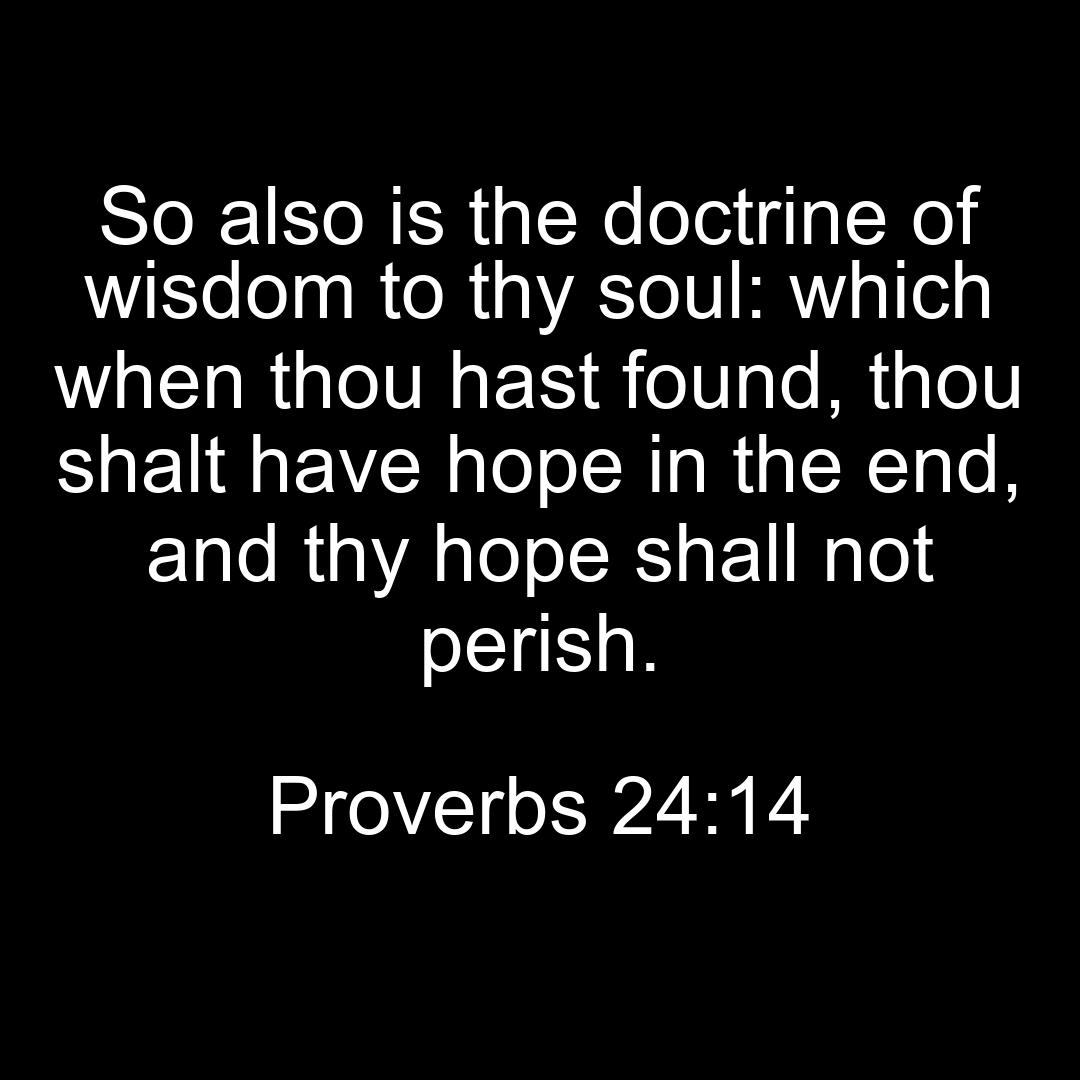 So also is the doctrine of
wisdom to thy soul: which
when thou hast found, thou
shalt have hope in the end,
and thy hope shall not
perish.
Proverbs 24:14